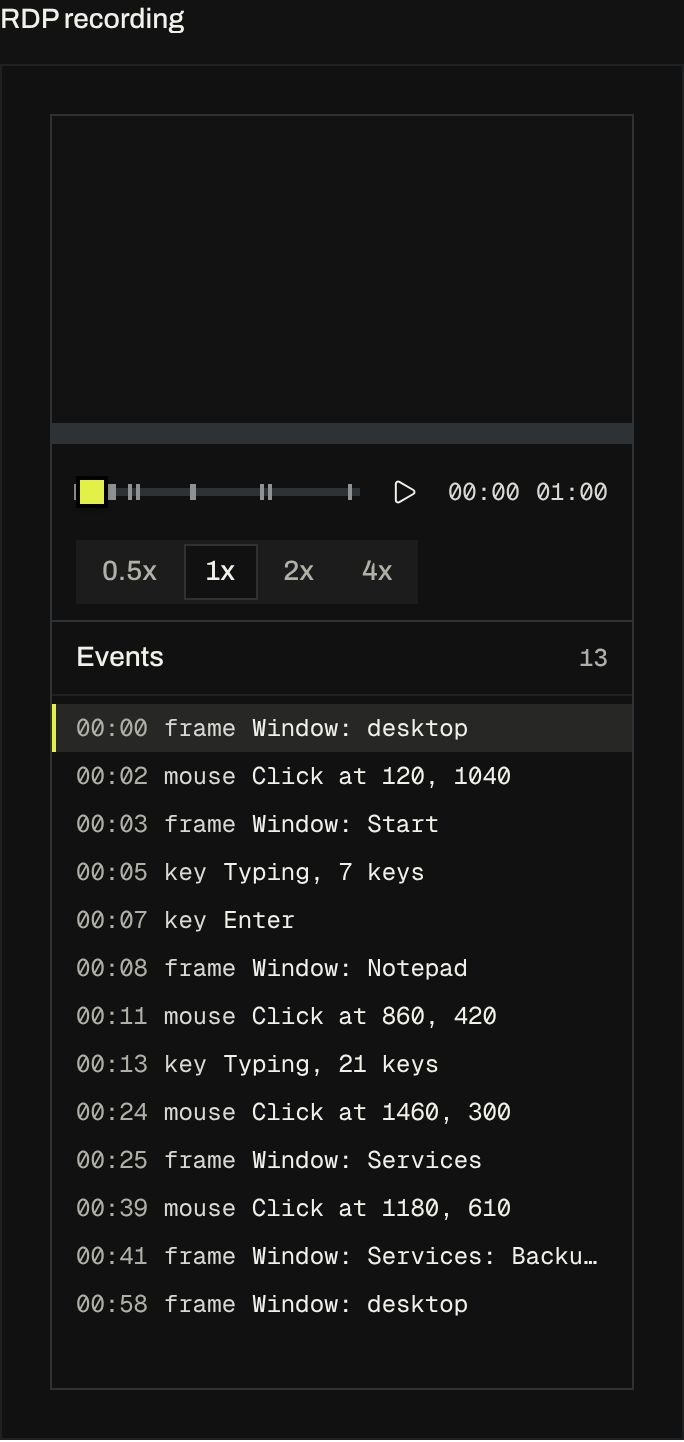 RDP recording
00:00 01:00
0.5x 1x 2x 4x
Events 13
00:00 frame Window: desktop
00:02 mouse Click at 120, 1040
00:03 frame Window: Start
00:05 key Typing, 7 keys
00:07 key Enter
00:08 frame Window: Notepad
00:11 mouse Click at 860, 420
00:13 key Typing, 21 keys
00:24 mouse Click at 1460, 300
00:25 frame Window: Services
00:39 mouse Click at 1180, 610
00:41 frame Window: Services: Backu…
00:58 frame Window: desktop